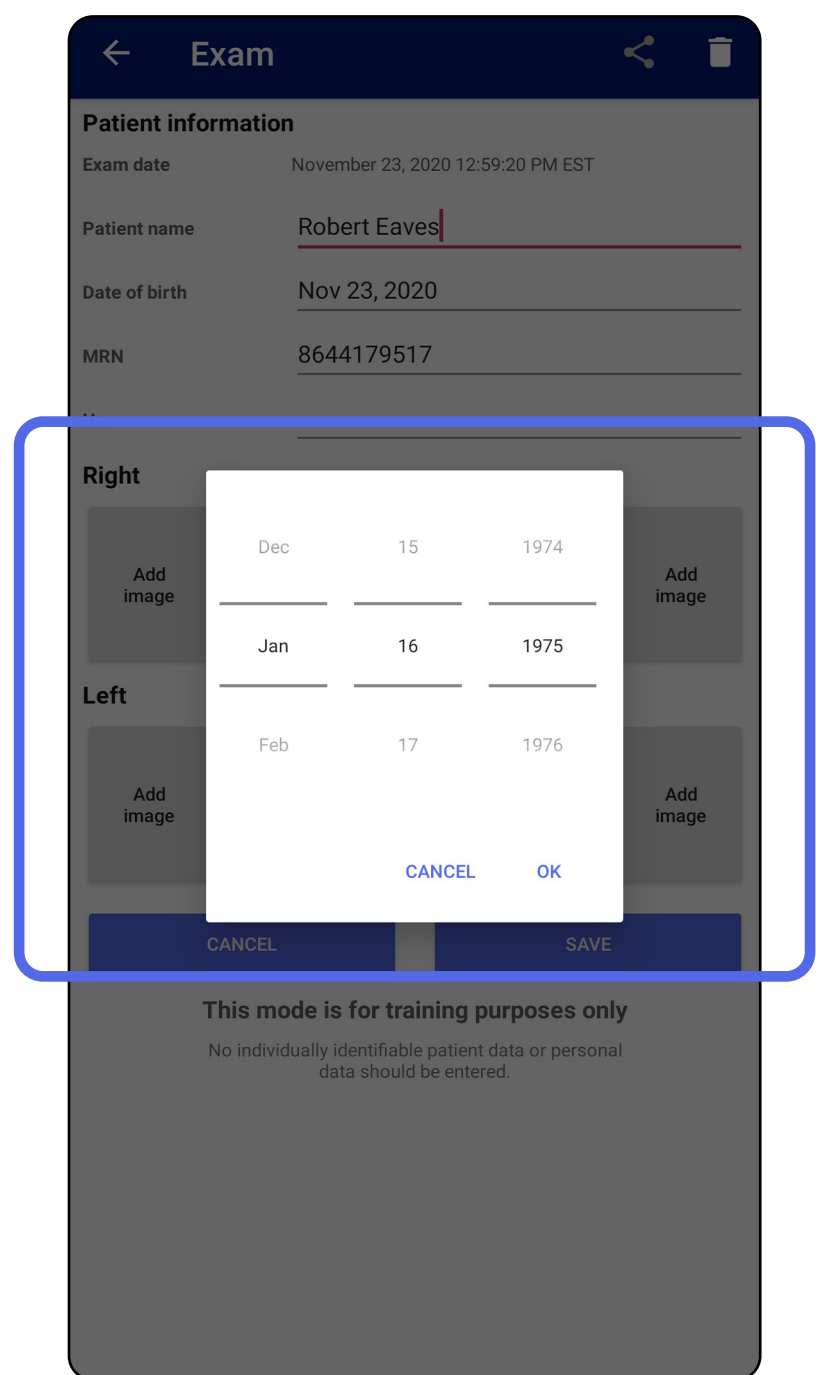 Exam
Patient information
Exam date November 23, 2020 12:59:20 PM EST
Patient name Robert Eaves
Date of birth Nov 23, 2020
MRN 8644179517
Right
Add
image
Add
image
Dec 15 1974
Jan 16 1975
Feb 17 1976
CANCEL OK
Left
Add
image
Add
image
CANCEL SAVE
This mode is for training purposes only
No individually identifiable patient data or personal
data should be entered.